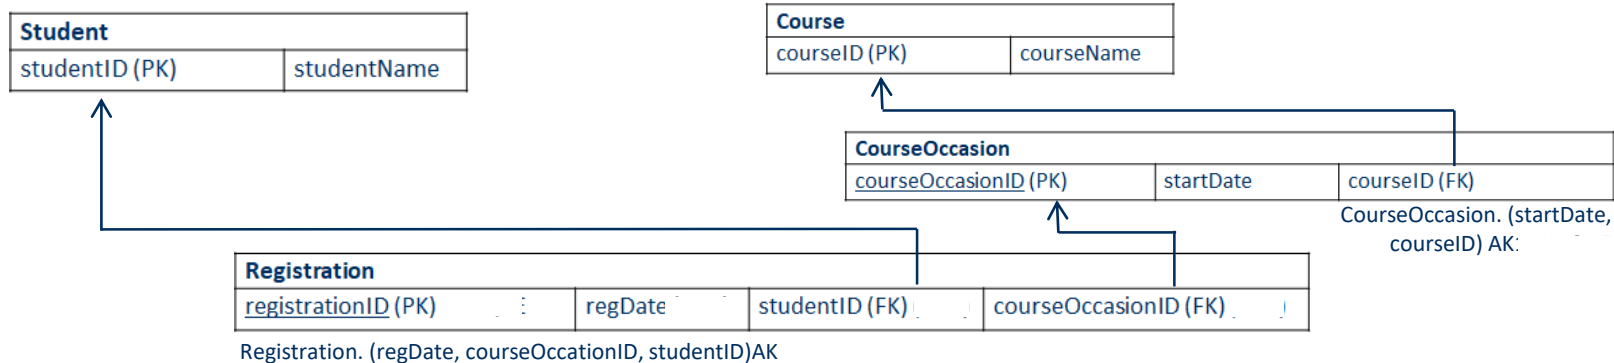 Student
studentID (PK) studentName
Course
courseID (PK) courseName
CourseOccasion
courseOccasionID (PK) startDate courseID (FK)
CourseOccasion. (startDate,
courseID) AK:
Registration
registrationID (PK) regDate studentID (FK) courseOccasionID (FK)
Registration. (regDate, courseOccationID, studentID)AK